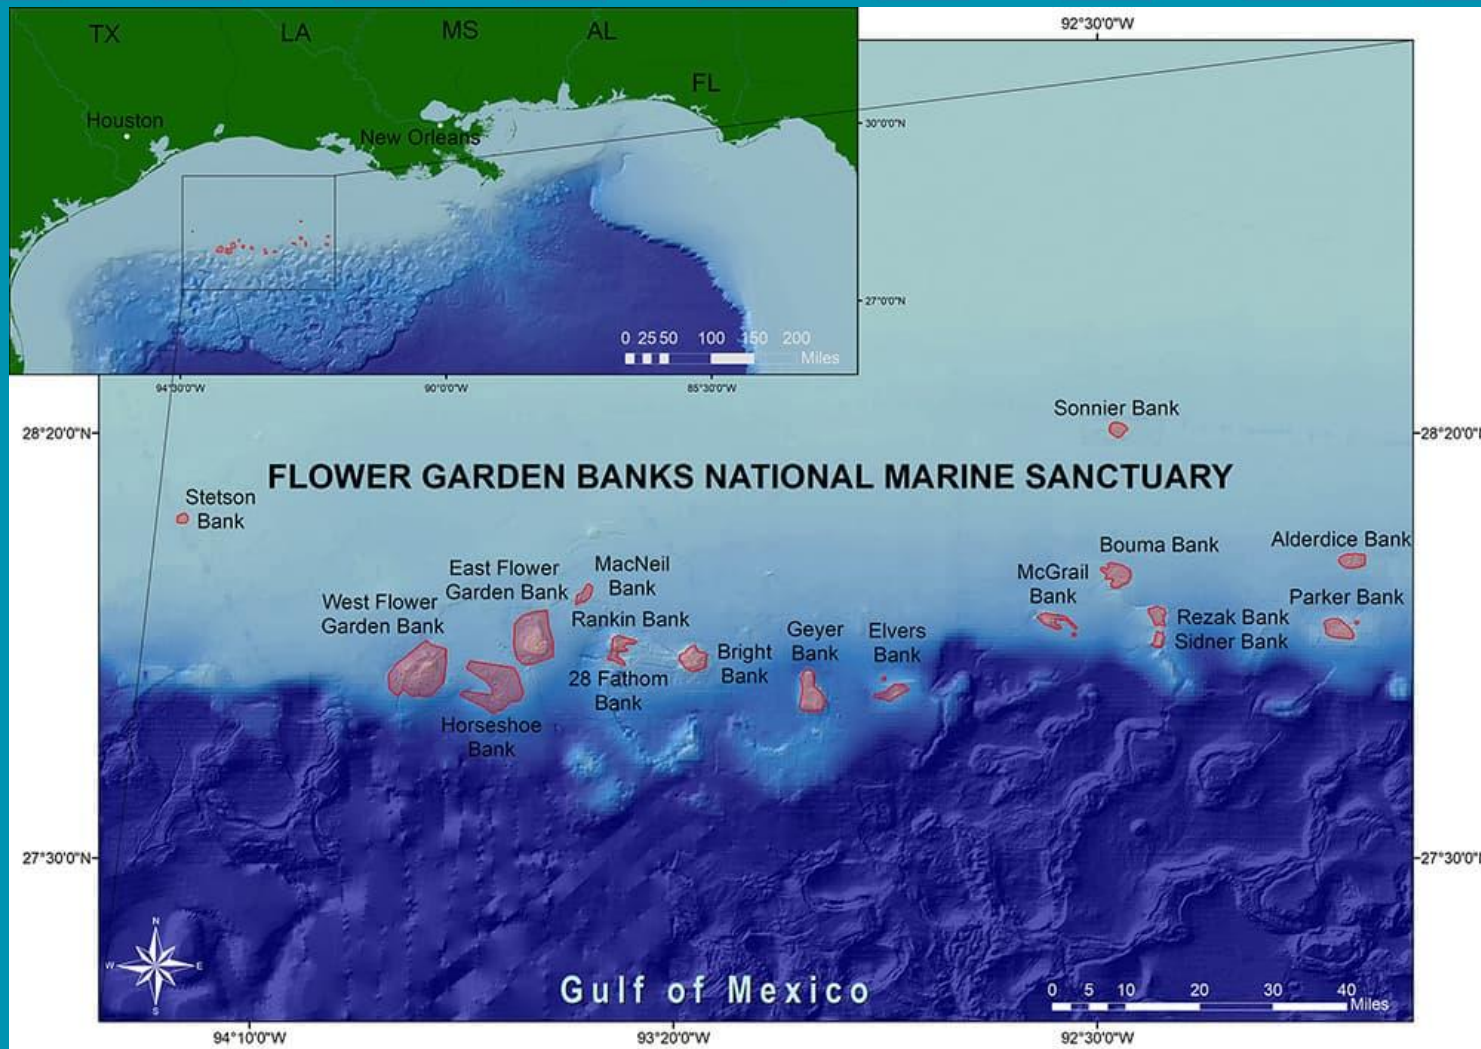 TX
LA
MS
AL
FL
Houston
New Orleans
30°0'0"N
27°0'0"N
0 25 50 100 150 200
Miles
94°30'0"W
90°0'0"W
85°30'0"W
92°30'0"W
28°20'0"N
28°20'0"N
Sonnier Bank
FLOWER GARDEN BANKS NATIONAL MARINE SANCTUARY
Stetson
Bank
West Flower
Garden Bank
East Flower
Garden Bank
MacNeil
Bank
Rankin Bank
28 Fathom
Bank
Horseshoe
Bank
Bright
Bank
Geyer
Bank
Elvers
Bank
McGrail
Bank
Bouma Bank
Rezak Bank
Sidner Bank
Alderdice Bank
Parker Bank
27°30'0"N
27°30'0"N
N
W
E
S
Gulf of Mexico
0 5 10 20 30 40
Miles
94°10'0"W
93°20'0"W
92°30'0"W